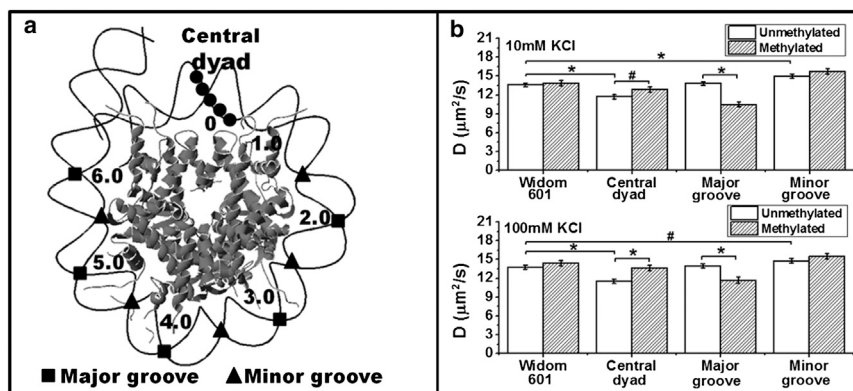 a
Central
dyad
0
1.0
6.0
2.0
5.0
3.0
4.0
■ Major groove ▲ Minor groove
b
10mM KCl
Unmethylated
Methylated
D (μm²/s)
21
18
15
12
9
6
3
0
*
*
#
*
Widom
601
Central
dyad
Major
groove
Minor
groove
100mM KCl
Unmethylated
Methylated
D (μm²/s)
21
18
15
12
9
6
3
0
#
*
*
*
Widom
601
Central
dyad
Major
groove
Minor
groove